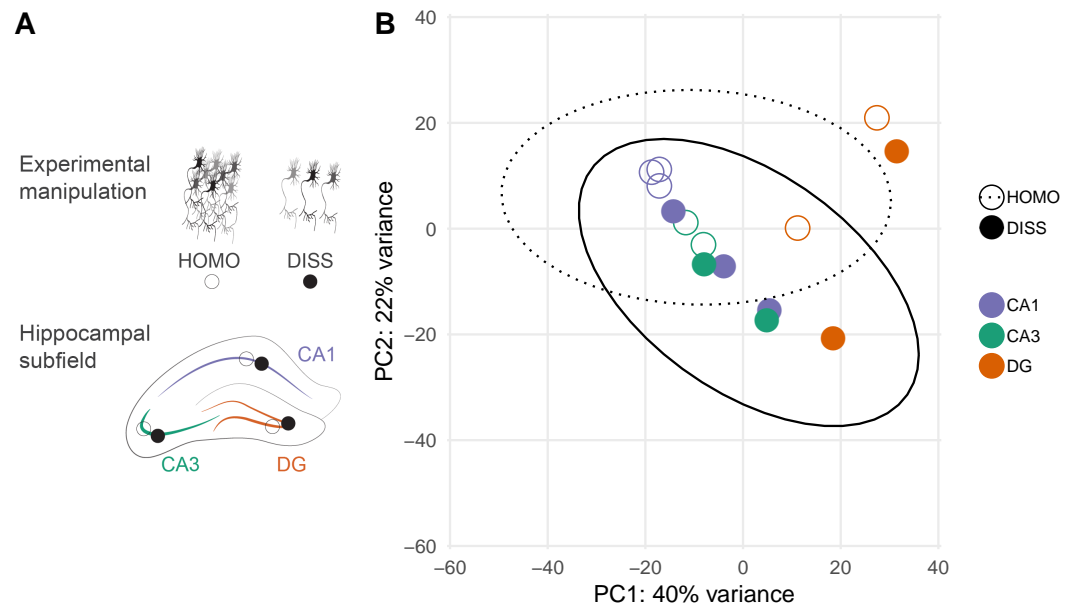 A
B
Experimental
manipulation
HOMO
DISS
Hippocampal
subfield
CA1
CA3
DG
40
20
0
−20
−40
−60
−60
−40
−20
0
20
40
PC2: 22% variance
PC1: 40% variance
HOMO
DISS
CA1
CA3
DG